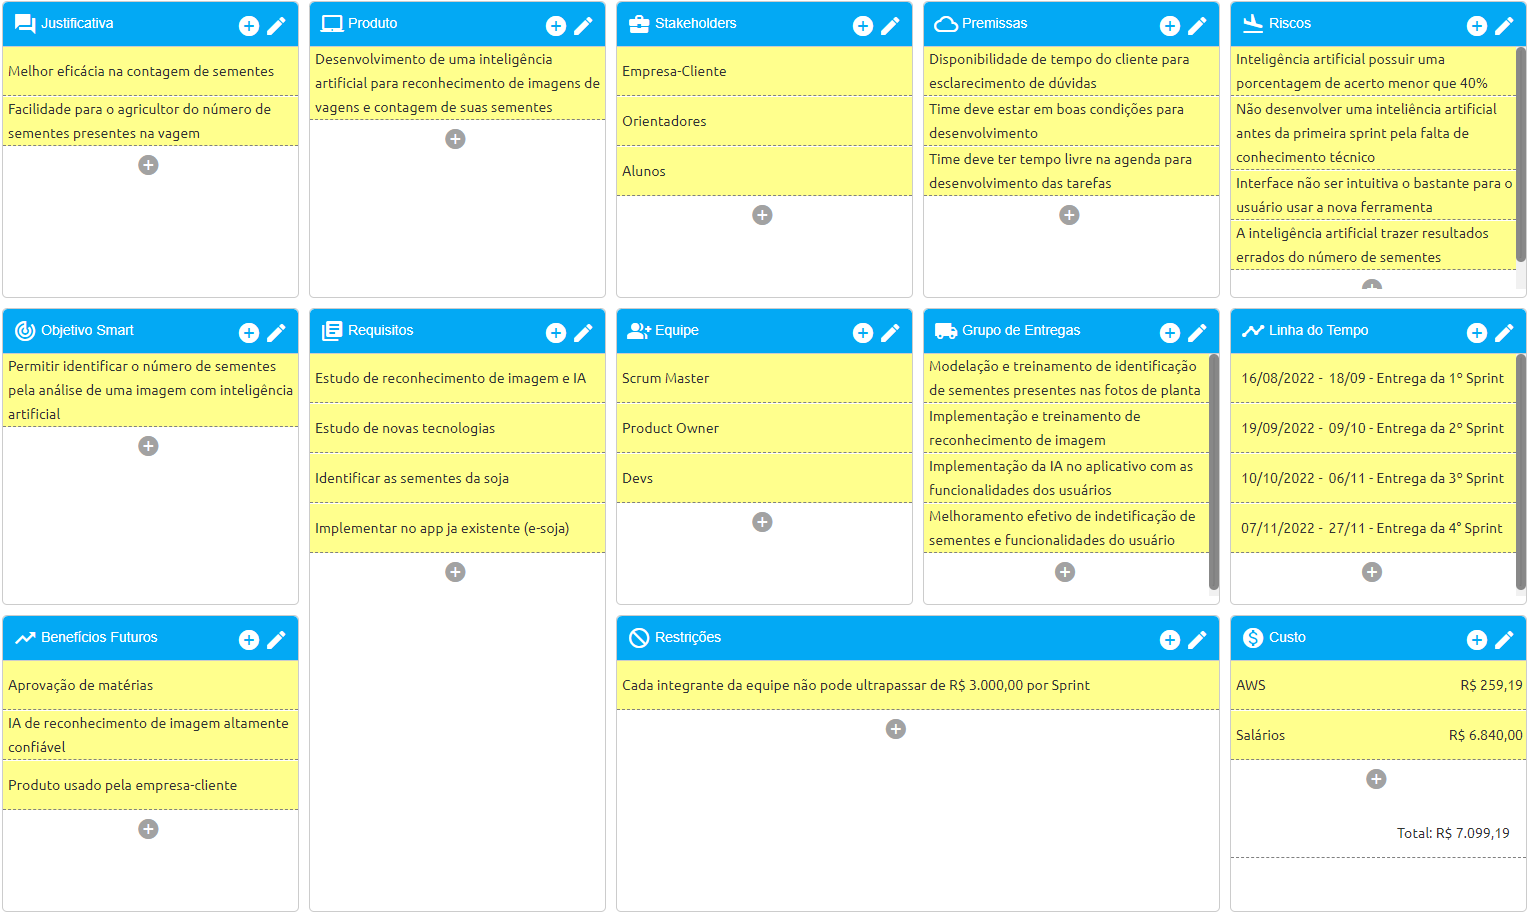 Justificativa
Melhor eficácia na contagem de sementes
Facilidade para o agricultor do número de
sementes presentes na vagem
Produto
Desenvolvimento de uma inteligência
artificial para reconhecimento de imagens de
vagens e contagem de suas sementes
Stakeholders
Empresa-Cliente
Orientadores
Alunos
Premissas
Disponibilidade de tempo do cliente para
esclarecimento de dúvidas
Time deve estar em boas condições para
desenvolvimento
Time deve ter tempo livre na agenda para
desenvolvimento das tarefas
Riscos
Inteligência artificial possuir uma
porcentagem de acerto menor que 40%
Não desenvolver uma inteliência artificial
antes da primeira sprint pela falta de
conhecimento técnico
Interface não ser intuitiva o bastante para o
usuário usar a nova ferramenta
A inteligência artificial trazer resultados
errados do número de sementes
Objetivo Smart
Permitir identificar o número de sementes
pela análise de uma imagem com inteligência
artificial
Requisitos
Estudo de reconhecimento de imagem e IA
Estudo de novas tecnologias
Identificar as sementes da soja
Implementar no app ja existente (e-soja)
Equipe
Scrum Master
Product Owner
Devs
Grupo de Entregas
Modelação e treinamento de identificação
de sementes presentes nas fotos de planta
Implementação e treinamento de
reconhecimento de imagem
Implementação da IA no aplicativo com as
funcionalidades dos usuários
Melhoramento efetivo de indetificação de
sementes e funcionalidades do usuário
Linha do Tempo
16/08/2022 - 18/09 - Entrega da 1º Sprint
19/09/2022 - 09/10 - Entrega da 2º Sprint
10/10/2022 - 06/11 - Entrega da 3º Sprint
07/11/2022 - 27/11 - Entrega da 4° Sprint
Benefícios Futuros
Aprovação de matérias
IA de reconhecimento de imagem altamente
confiável
Produto usado pela empresa-cliente
Restrições
Cada integrante da equipe não pode ultrapassar de R$ 3.000,00 por Sprint
Custo
AWS R$ 259,19
Salários R$ 6.840,00
Total: R$ 7.099,19